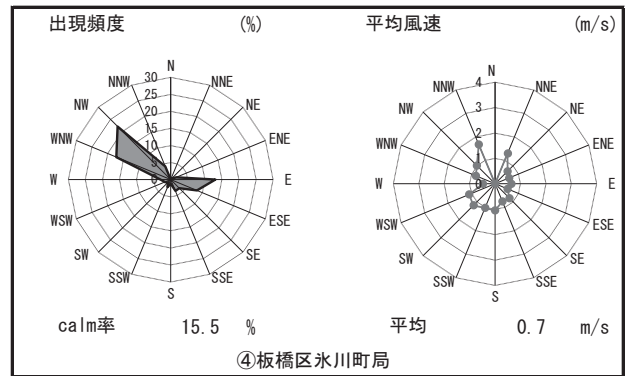 出現頻度 (%)
N
NNE
NE
ENE
E
ESE
SE
SSE
S
SSW
SW
WSW
W
WNW
NW
NNW
30
25
20
15
10
5
0
calm率 15.5 %
平均風速 (m/s)
N
NNE
NE
ENE
E
ESE
SE
SSE
S
SSW
SW
WSW
W
WNW
NW
NNW
4
3
2
1
0
平均 0.7 m/s
④板橋区氷川町局